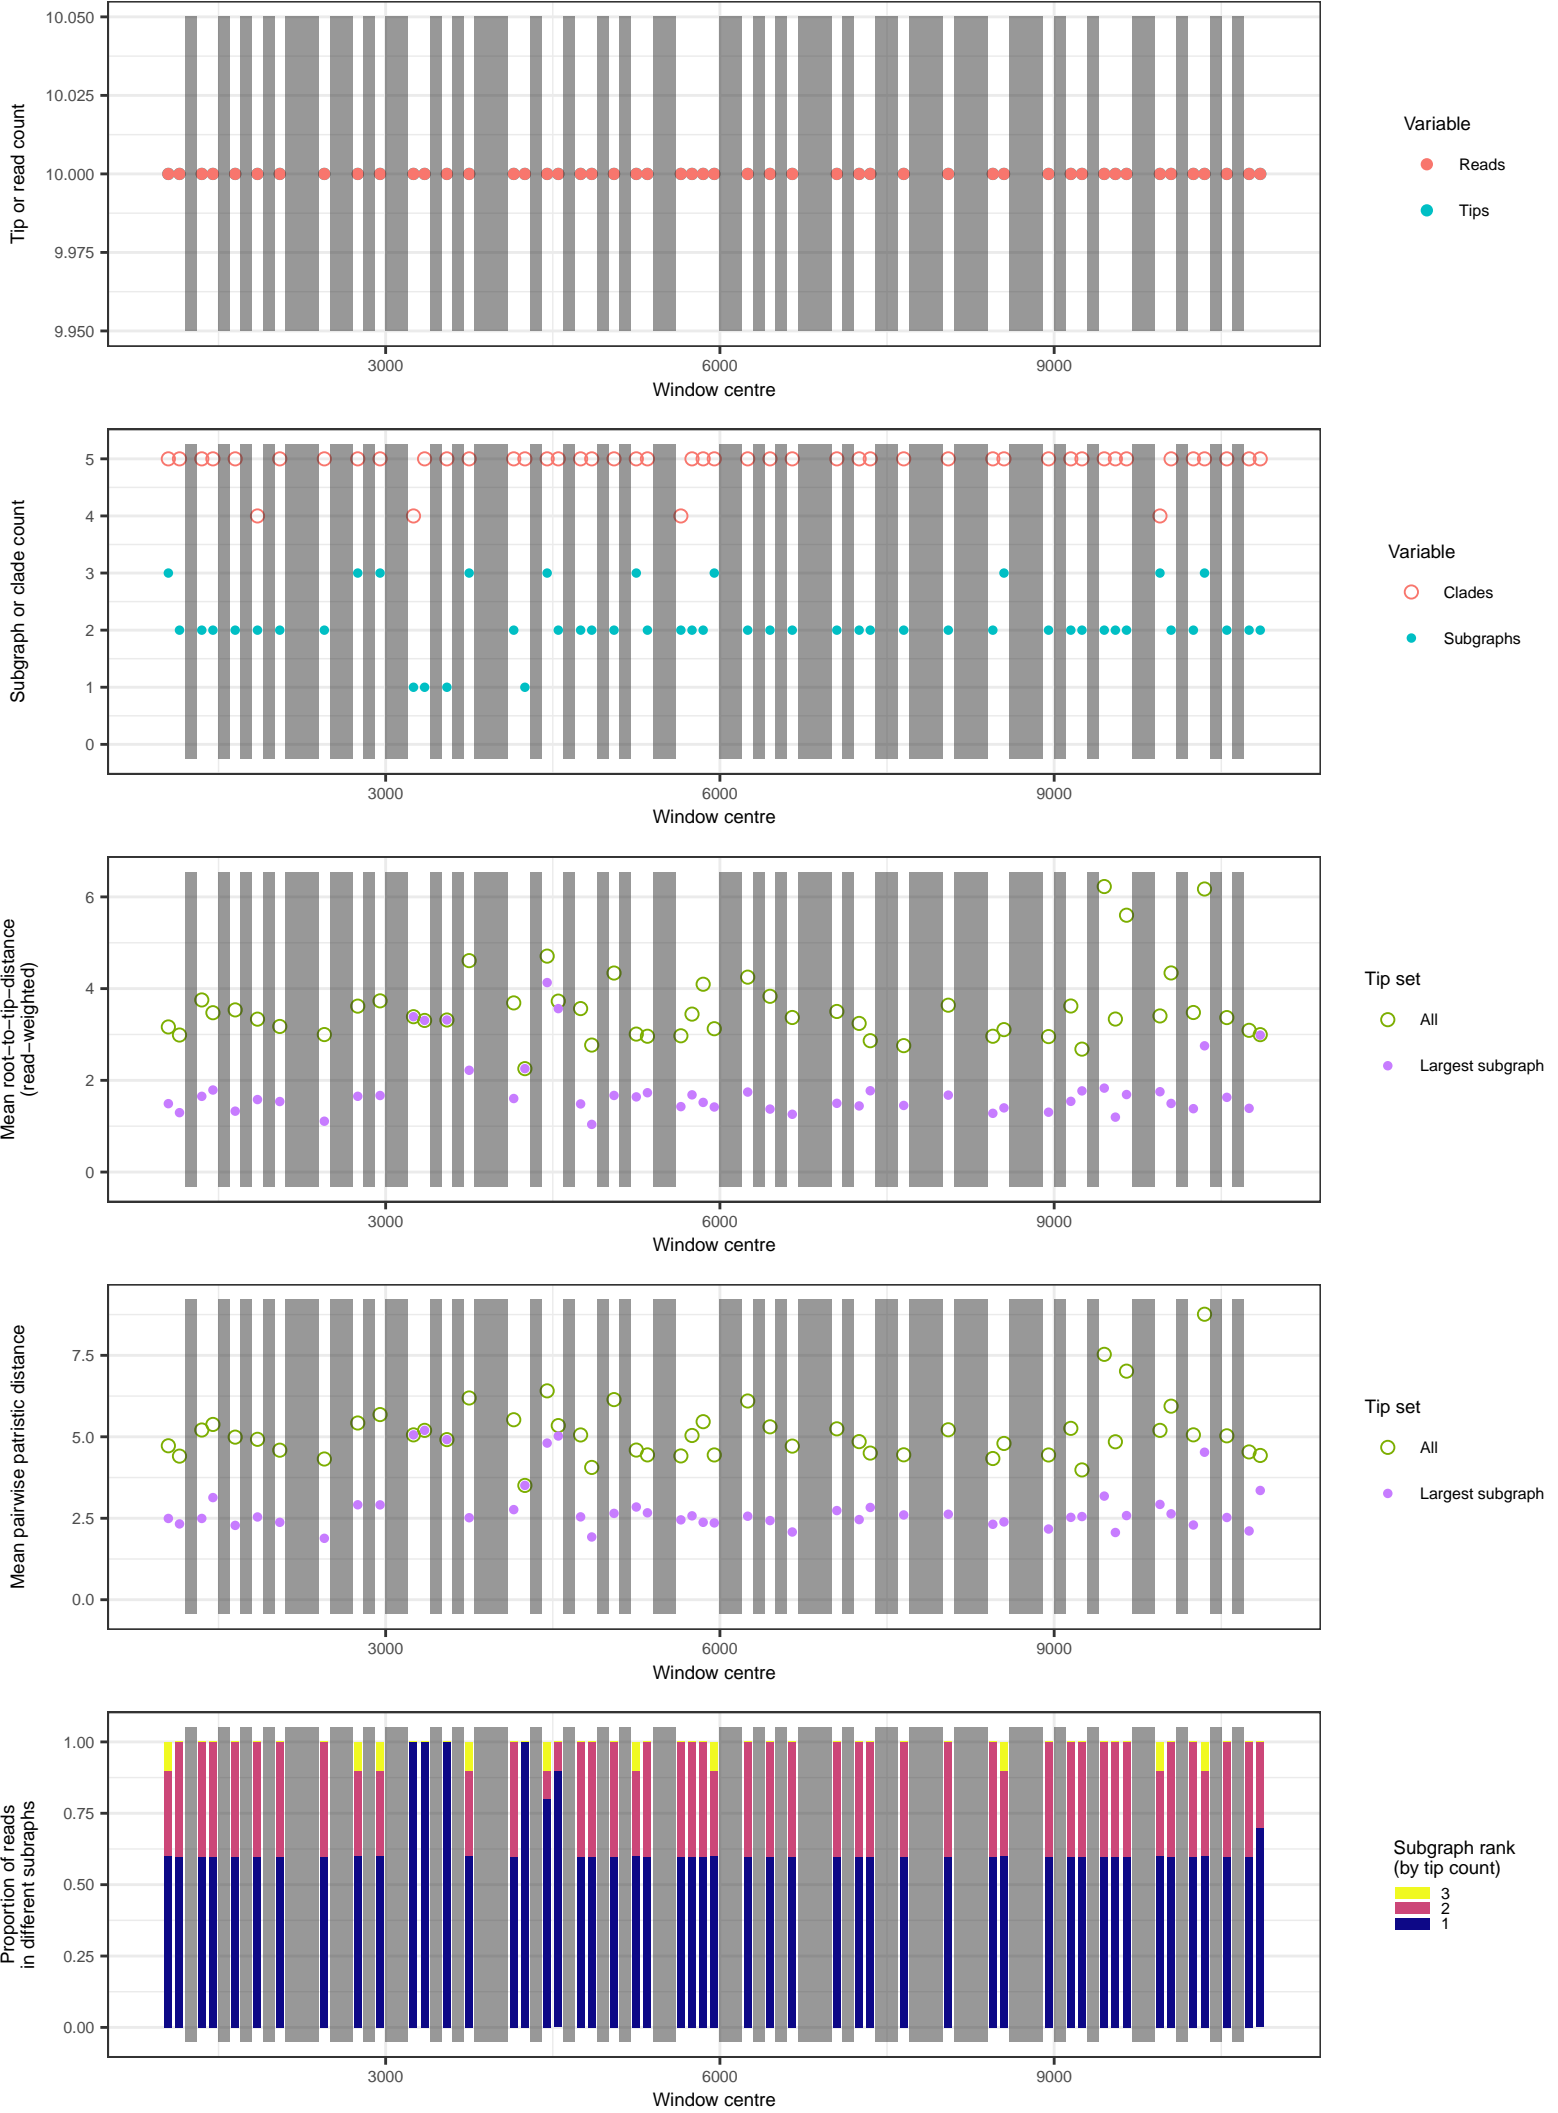 10.050
10.025
10.000
9.975
9.950
Tip or read count
3000
6000
9000
Window centre
Variable
Reads
Tips
5
4
3
2
1
0
Subgraph or clade count
3000
6000
9000
Window centre
Variable
Clades
Subgraphs
6
4
2
0
Mean root−to−tip−distance
(read−weighted)
3000
6000
9000
Window centre
Tip set
All
Largest subgraph
7.5
5.0
2.5
0.0
Mean pairwise patristic distance
3000
6000
9000
Window centre
Tip set
All
Largest subgraph
1.00
0.75
0.50
0.25
0.00
Proportion of reads
in different subraphs
3000
6000
9000
Window centre
Subgraph rank
(by tip count)
3
2
1